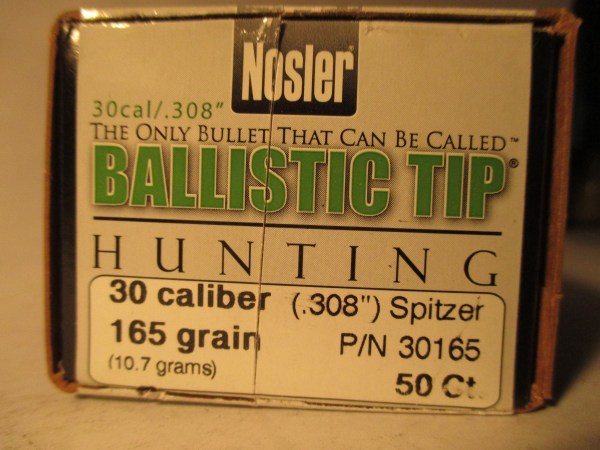 Nosler®
30cal/.308"
THE ONLY BULLET THAT CAN BE CALLED™
BALLISTIC TIP®
HUNTING
30 caliber (.308") Spitzer
165 grain P/N 30165
(10.7 grams) 50 Ct.